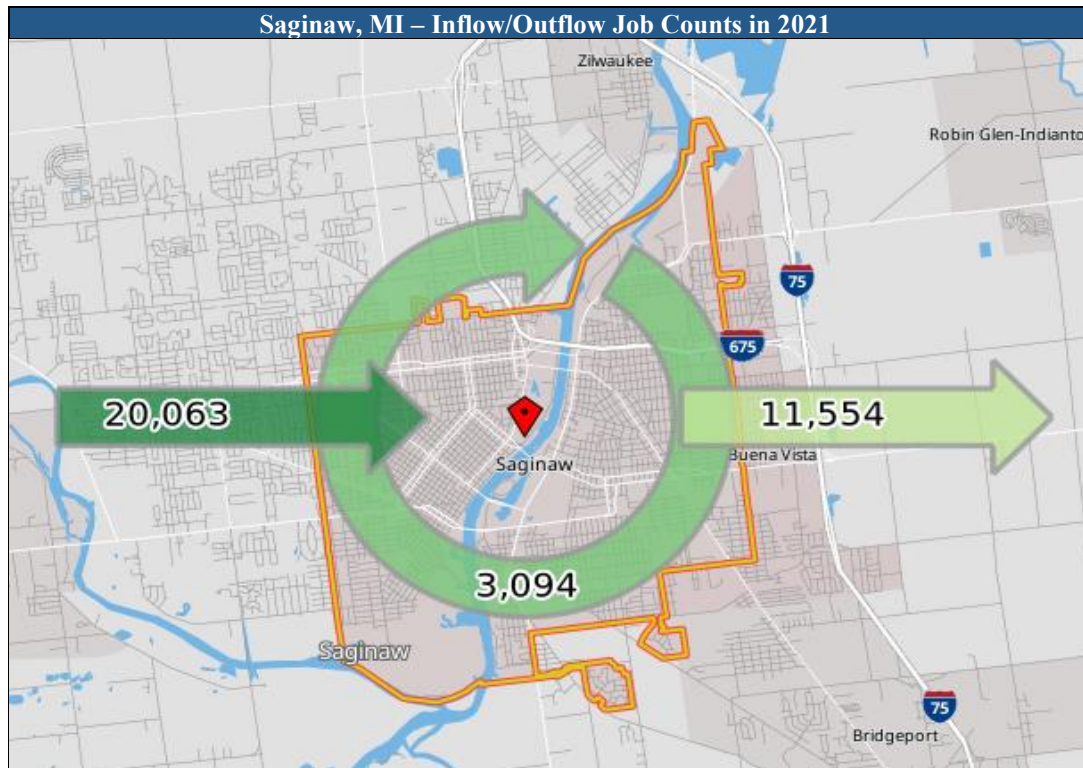 Saginaw, MI – Inflow/Outflow Job Counts in 2021
Zilwaukee
Robin Glen-Indianto
75
675
20,063
11,554
Saginaw
Buena Vista
3,094
Saginaw
75
Bridgeport